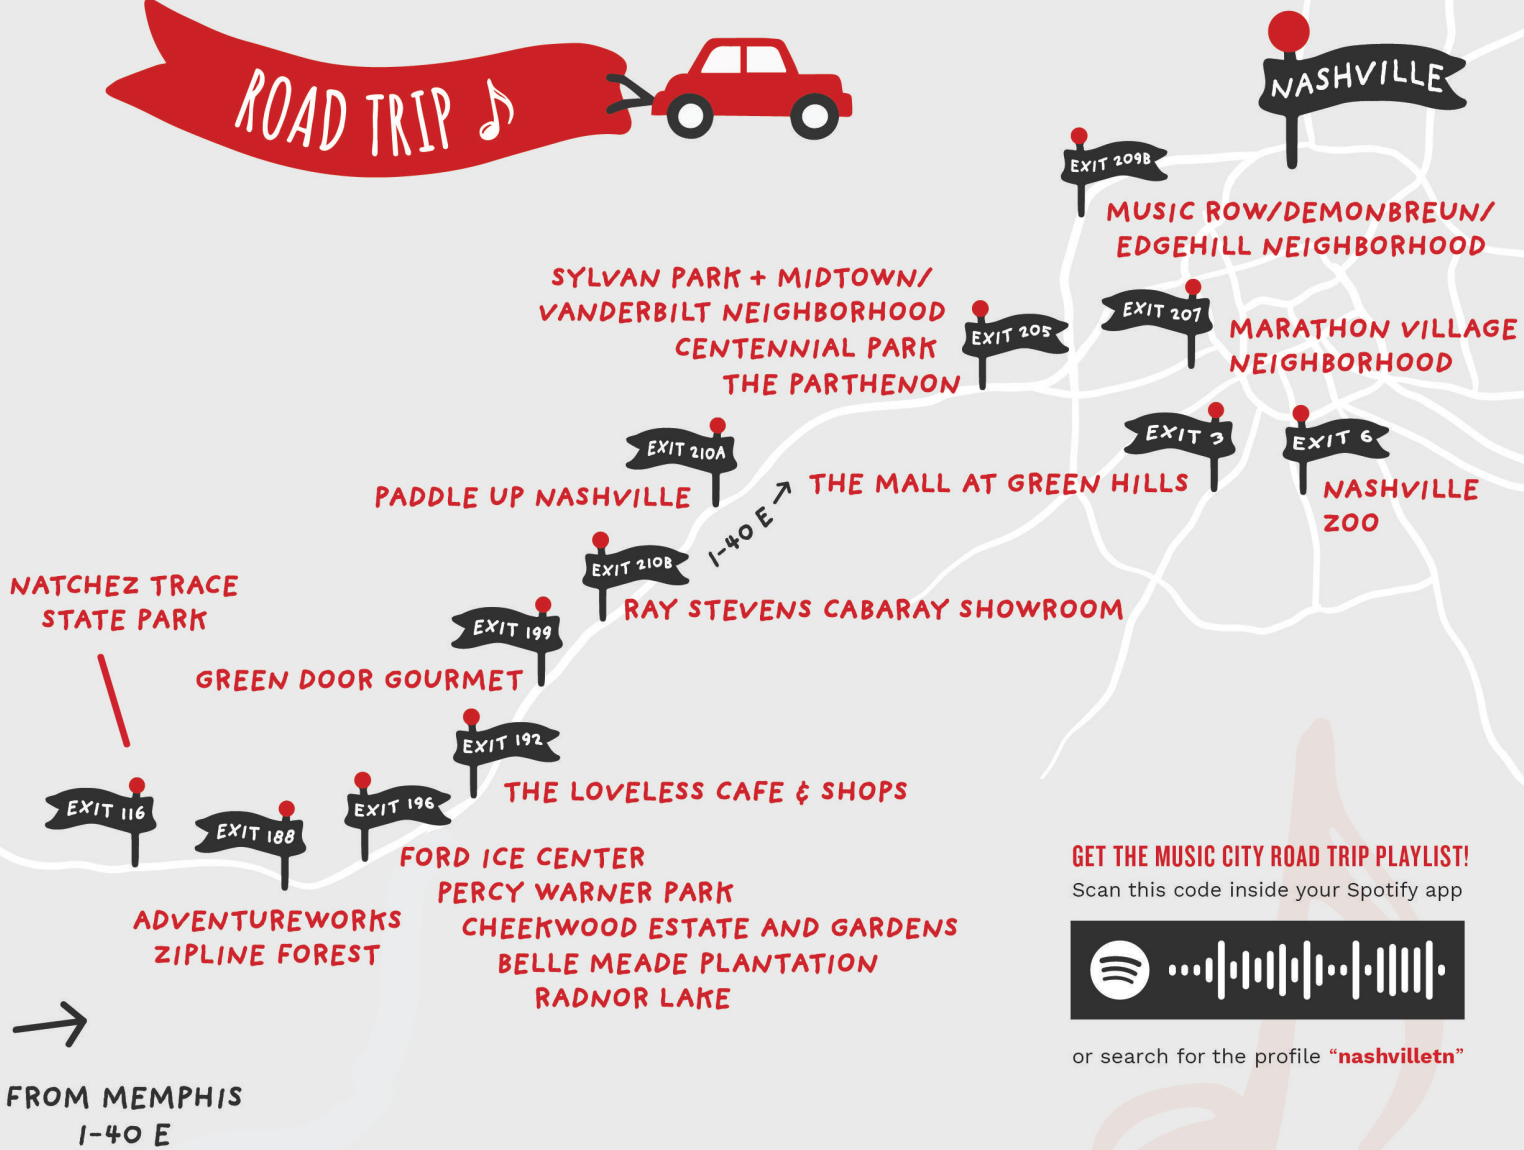 ROAD TRIP
NASHVILLE
EXIT 209B
MUSIC ROW/DEMONBREUN/
EDGEHILL NEIGHBORHOOD
SYLVAN PARK + MIDTOWN/
VANDERBILT NEIGHBORHOOD
CENTENNIAL PARK
THE PARTHENON
EXIT 205
EXIT 207
MARATHON VILLAGE
NEIGHBORHOOD
EXIT 210A
PADDLE UP NASHVILLE
EXIT 3
THE MALL AT GREEN HILLS
EXIT 6
NASHVILLE
ZOO
I-40 E
EXIT 210B
RAY STEVENS CABARAY SHOWROOM
NATCHEZ TRACE
STATE PARK
EXIT 199
GREEN DOOR GOURMET
EXIT 192
THE LOVELESS CAFE & SHOPS
EXIT 116
EXIT 188
ADVENTUREWORKS
ZIPLINE FOREST
EXIT 196
FORD ICE CENTER
PERCY WARNER PARK
CHEEKWOOD ESTATE AND GARDENS
BELLE MEADE PLANTATION
RADNOR LAKE
FROM MEMPHIS
I-40 E
GET THE MUSIC CITY ROAD TRIP PLAYLIST!
Scan this code inside your Spotify app
or search for the profile “nashvilletn”